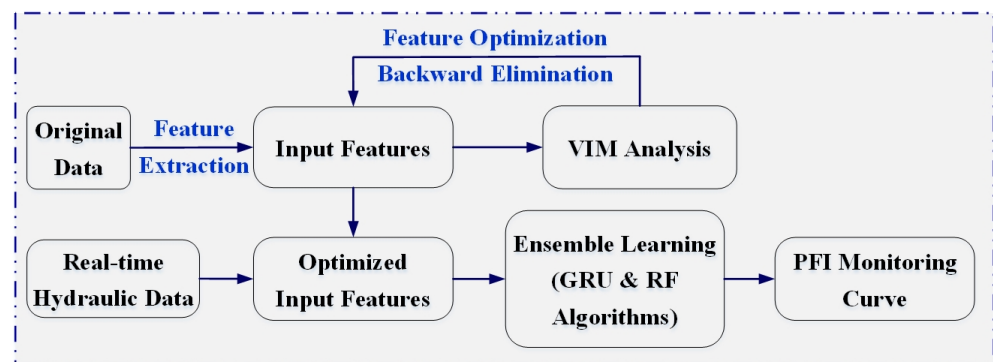 Feature Optimization
Backward Elimination
Original
Data
Feature
Extraction
Input Features
VIM Analysis
Real-time
Hydraulic Data
Optimized
Input Features
Ensemble Learning
(GRU & RF
Algorithms)
PFI Monitoring
Curve